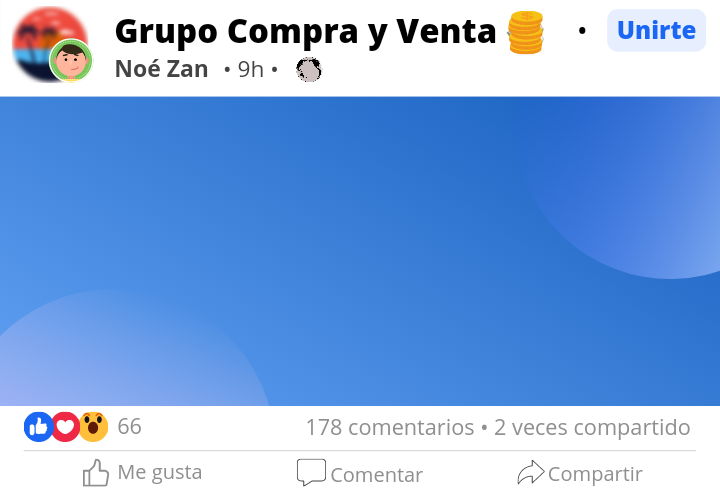 Grupo Compra y Venta •
Unirte
Noé Zan • 9h •
66
178 comentarios • 2 veces compartido
Me gusta
Comentar
Compartir